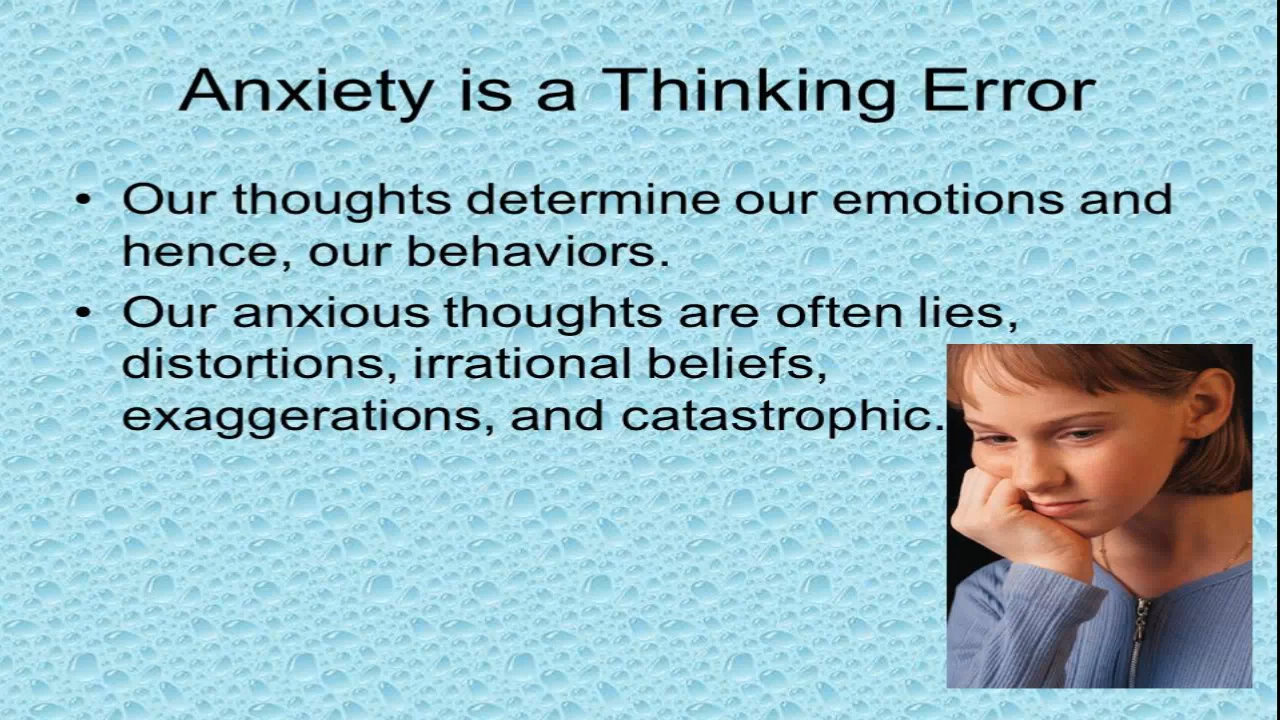 Anxiety is a Thinking Error
• Our thoughts determine our emotions and
hence, our behaviors.
• Our anxious thoughts are often lies,
distortions, irrational beliefs,
exaggerations, and catastrophic.